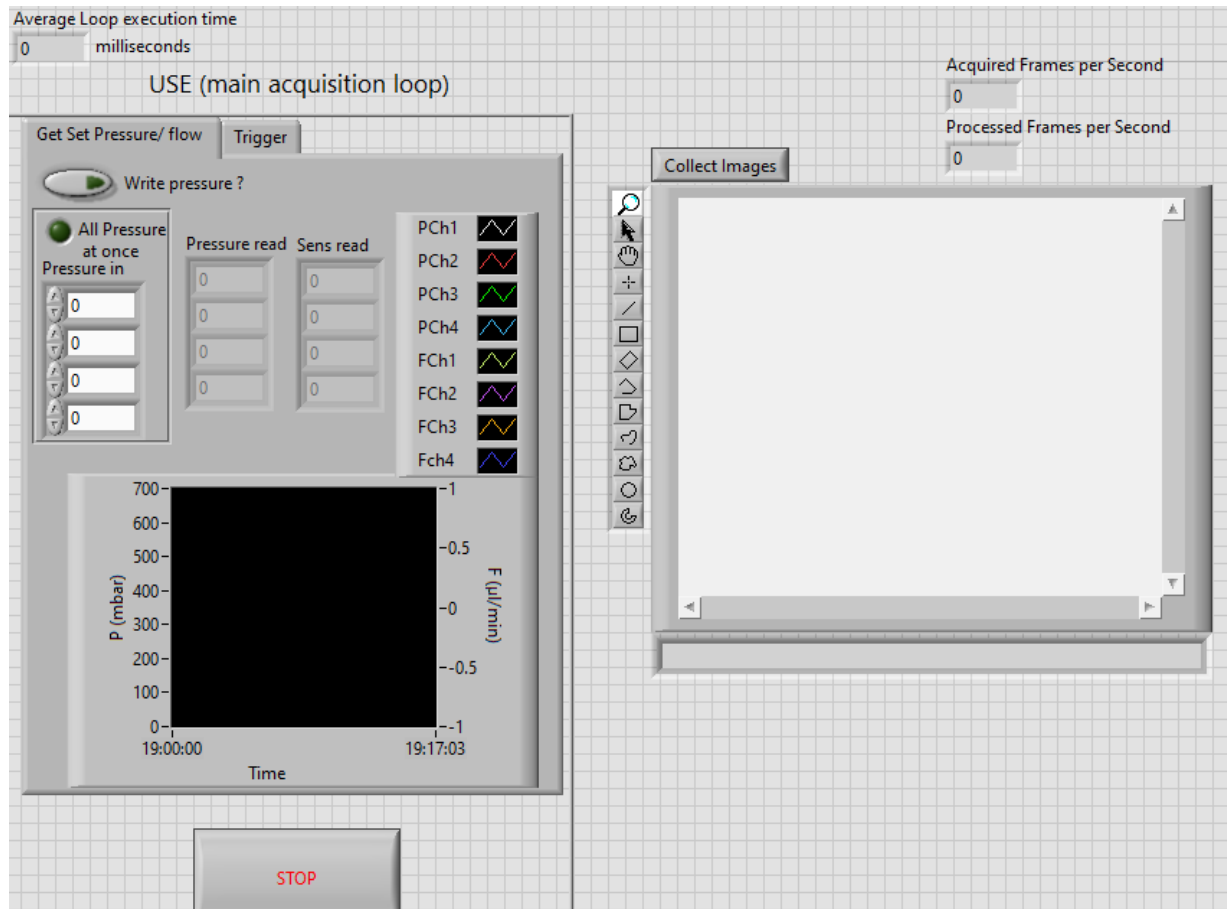 Average Loop execution time
0 milliseconds
USE (main acquisition loop)
Acquired Frames per Second
0
Processed Frames per Second
0
Get Set Pressure/ flow
Trigger
Write pressure ?
All Pressure
at once
Pressure in
0
0
0
0
Pressure read
0
0
0
0
Sens read
0
0
0
0
PCh1
PCh2
PCh3
PCh4
FCh1
FCh2
FCh3
Fch4
700
600
500
400
300
200
100
0
P (mbar)
1
0.5
0
-0.5
-1
F (µl/min)
19:00:00
19:17:03
Time
STOP
Collect Images